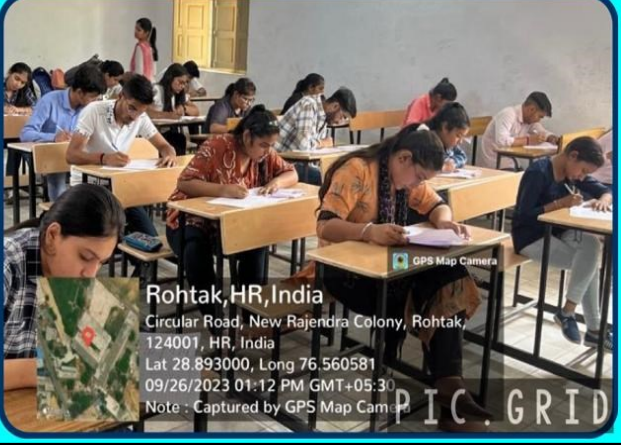 GPS Map Camera
Rohtak,HR,India
Circular Road, New Rajendra Colony, Rohtak,
124001, HR, India
Lat 28.893000, Long 76.560581
09/26/2023 01:12 PM GMT+05:30
Note : Captured by GPS Map Camera
PIC.GRID